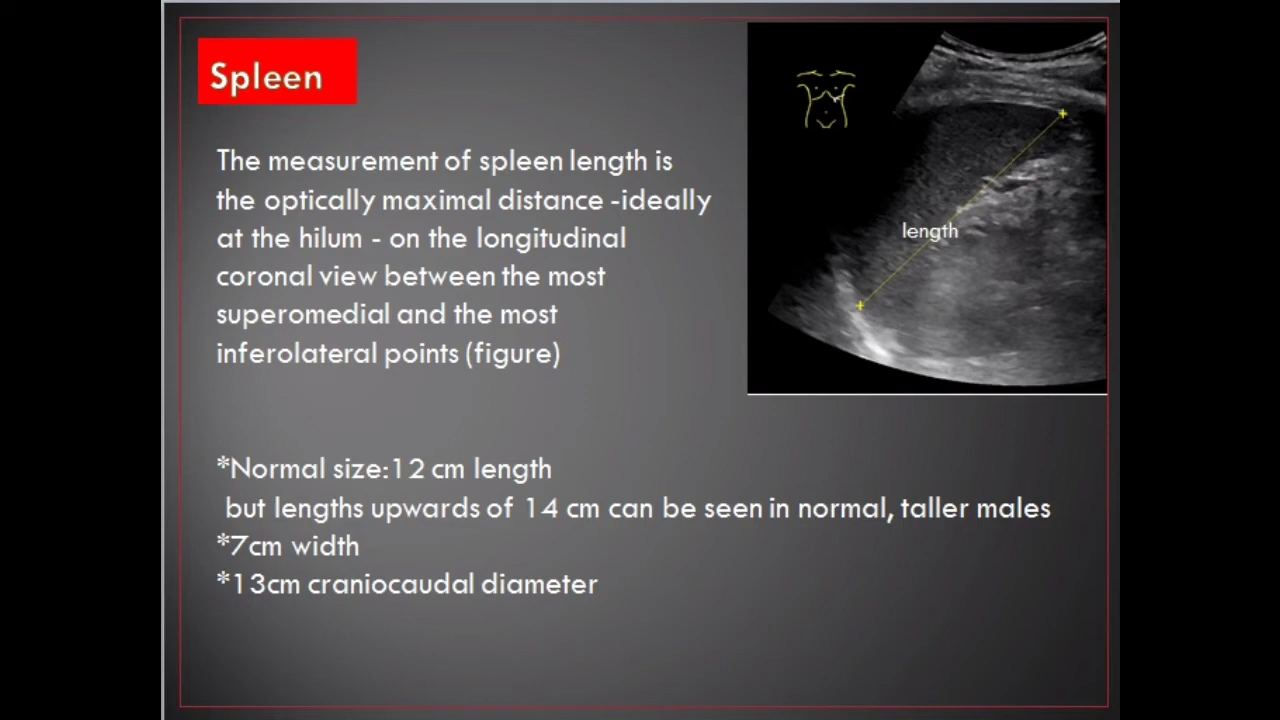 Spleen
The measurement of spleen length is
the optically maximal distance -ideally
at the hilum - on the longitudinal
coronal view between the most
superomedial and the most
inferolateral points (figure)
length
*Normal size:12 cm length
but lengths upwards of 14 cm can be seen in normal, taller males
*7cm width
*13cm craniocaudal diameter